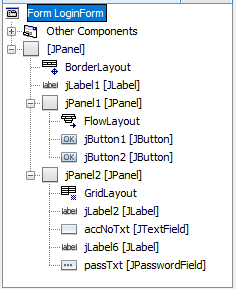 Form LoginForm
Other Components
[JPanel]
BorderLayout
label jLabel1 [JLabel]
jPanel1 [JPanel]
FlowLayout
OK jButton1 [JButton]
OK jButton2 [JButton]
jPanel2 [JPanel]
GridLayout
label jLabel2 [JLabel]
accNoTxt [JTextField]
label jLabel6 [JLabel]
passTxt [JPasswordField]